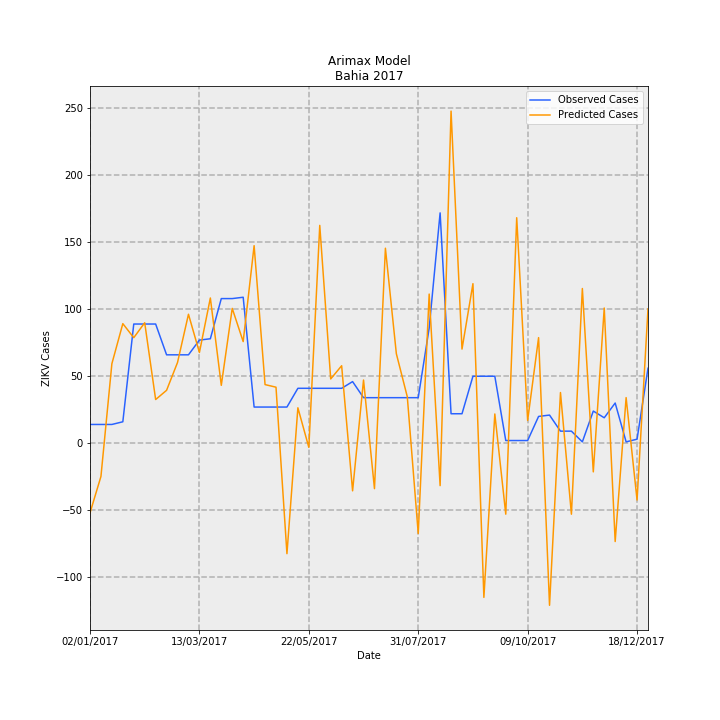 Arimax Model
Bahia 2017
Observed Cases
Predicted Cases
250
200
150
100
50
0
−50
−100
ZIKV Cases
02/01/2017 13/03/2017 22/05/2017 31/07/2017 09/10/2017 18/12/2017
Date